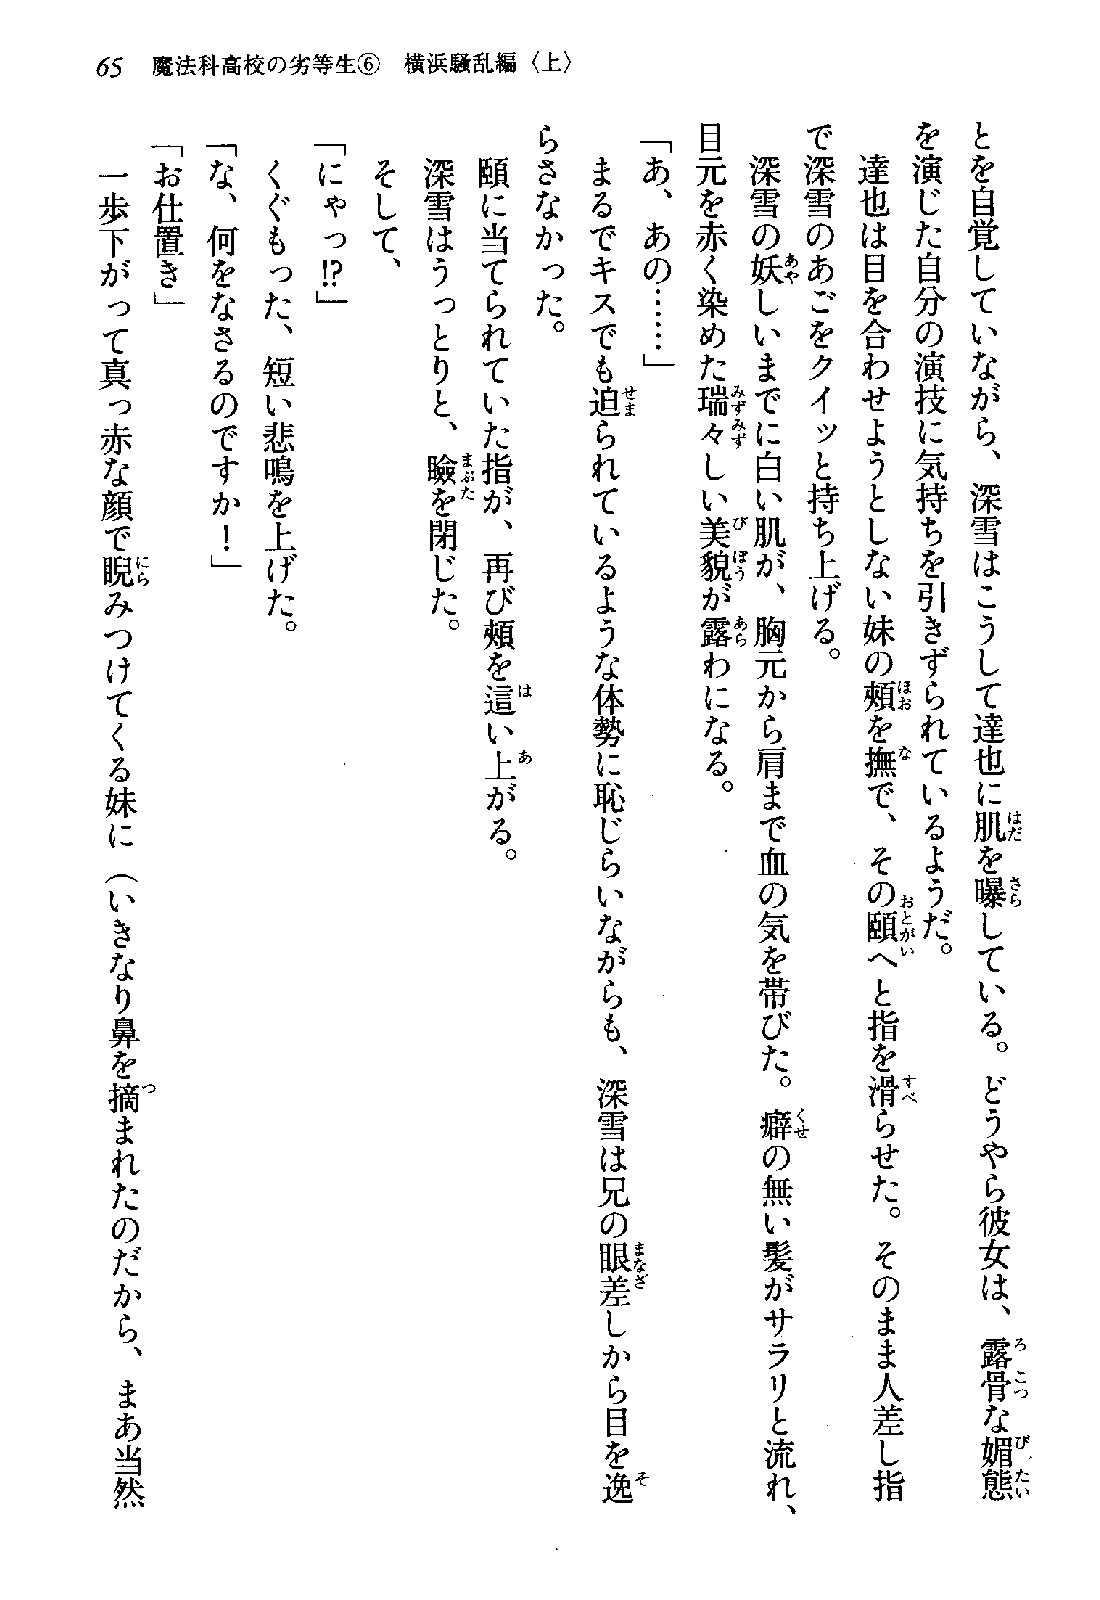 65 魔法科高校の劣等生⑥ 横浜騒乱編〈上〉
とを自覚していながら、深雪はこうして達也に肌を曝している。どうやら彼女は、露骨な媚態
を演じた自分の演技に気持ちを引きずられているようだ。
達也は目を合わせようとしない妹の頬を撫で、その頤へと指を滑らせた。そのまま人差し指
で深雪のあごをクイッと持ち上げる。
深雪の妖しいまでに白い肌が、胸元から肩まで血の気を帯びた。癖の無い髪がサラリと流れ、
目元を赤く染めた瑞々しい美貌が露わになる。
「あ、あの……」
まるでキスでも迫られているような体勢に恥じらいながらも、深雪は兄の眼差しから目を逸
らさなかった。
頤に当てられていた指が、再び頬を這い上がる。
深雪はうっとりと、瞼を閉じた。
そして、
「にゃっ!?」
くぐもった、短い悲鳴を上げた。
「な、何をなさるのですか！」
「お仕置き」
一歩下がって真っ赤な顔で睨みつけてくる妹に（いきなり鼻を摘まれたのだから、まあ当然